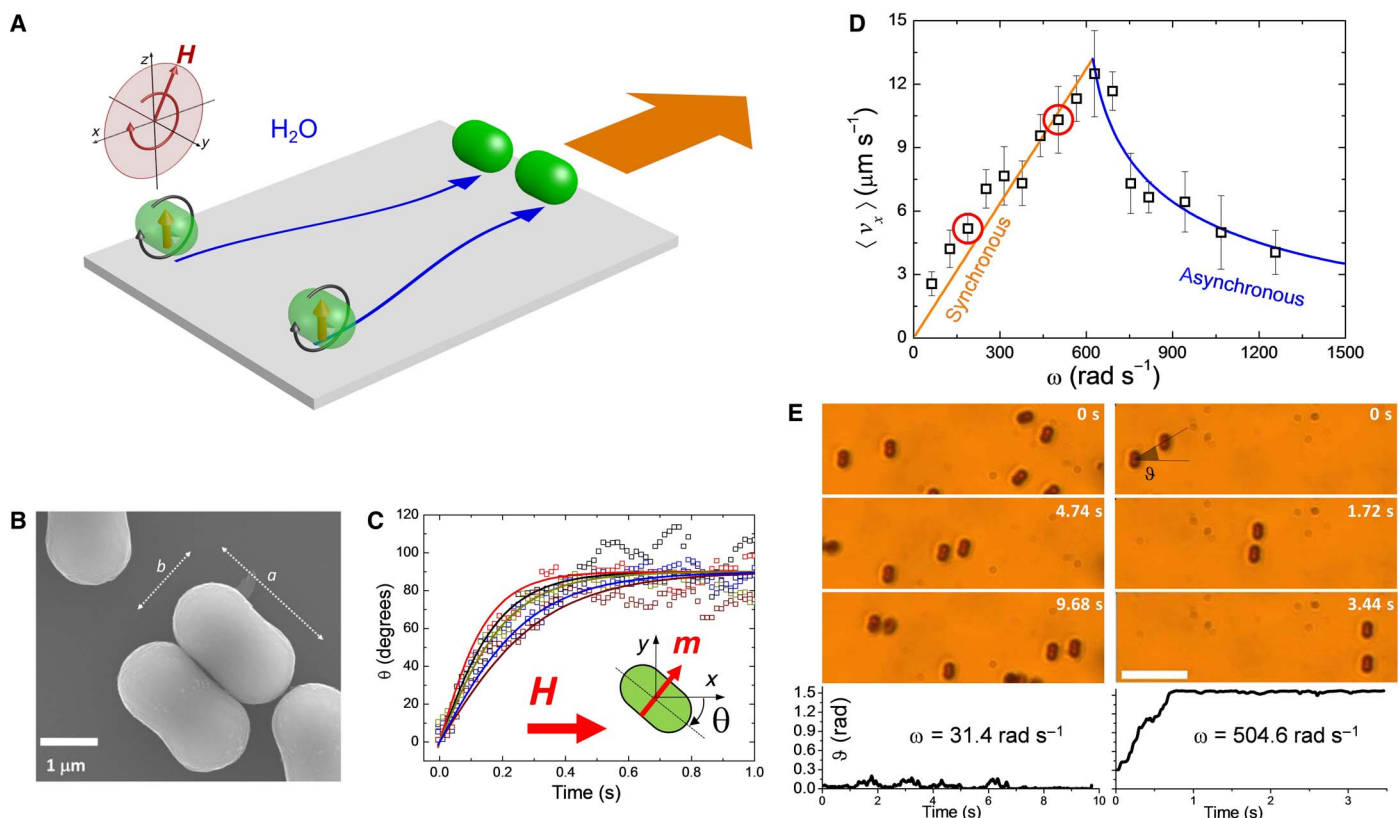 A
H
z
x
y
H₂O
B
b
a
1 μm
C
120
100
80
60
40
20
0
θ (degrees)
0.0
0.2
0.4
0.6
0.8
1.0
Time (s)
H
y
m
x
θ
D
15
12
9
6
3
0
⟨ vₓ ⟩ (μm s⁻¹)
Synchronous
Asynchronous
0
300
600
900
1200
1500
ω (rad s⁻¹)
E
0 s
0 s
ϑ
4.74 s
1.72 s
9.68 s
3.44 s
1.5
1.2
0.9
0.6
0.3
0.0
ϑ (rad)
ω = 31.4 rad s⁻¹
ω = 504.6 rad s⁻¹
0
2
4
6
8
10
Time (s)
0
1
2
3
Time (s)